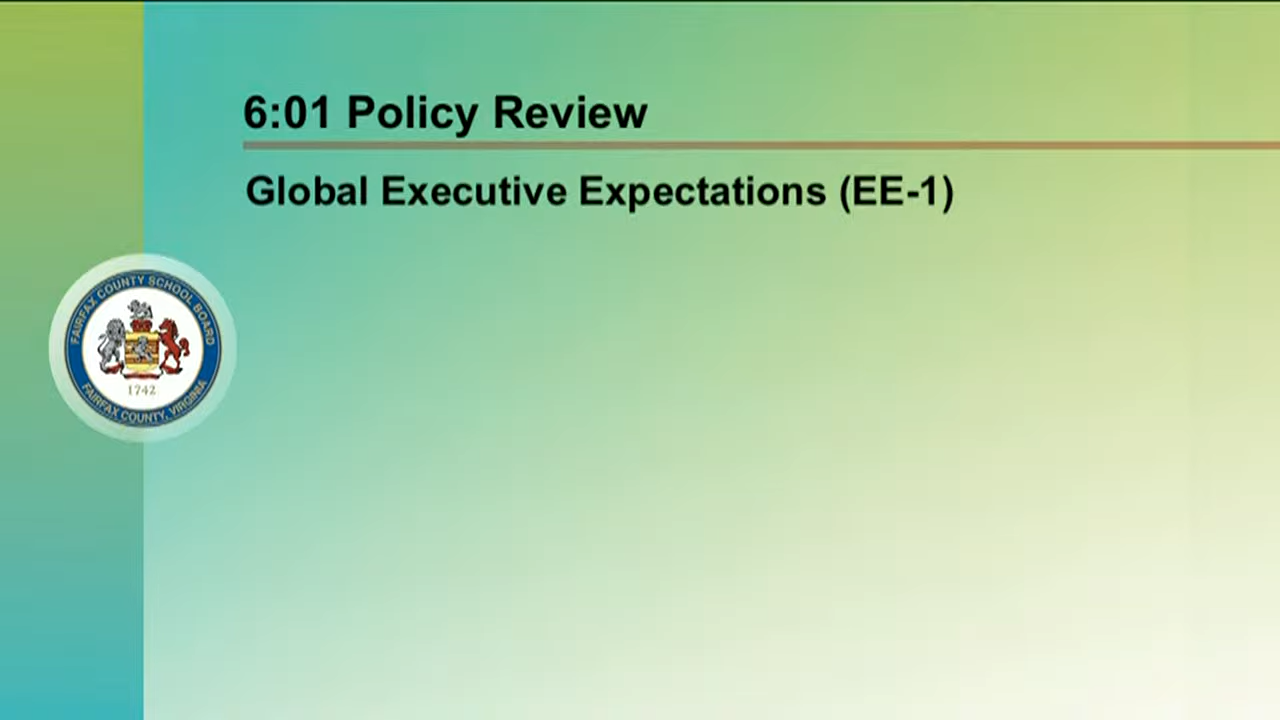 6:01 Policy Review
Global Executive Expectations (EE-1)
FAIRFAX COUNTY SCHOOL BOARD
1742
FAIRFAX COUNTY, VIRGINIA